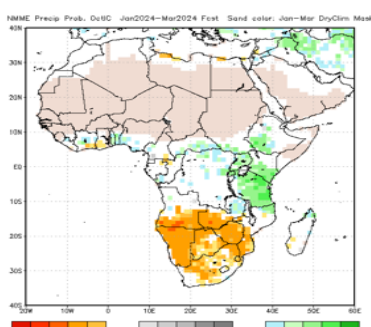 NMME Precip Prob. OctIC Jan2024-Mar2024 Fcst Sand color: Jan-Mar DryClim Mask
40N
30N
20N
10N
EQ
10S
20S
30S
40S
20W 10W 0 10E 20E 30E 40E 50E 60E